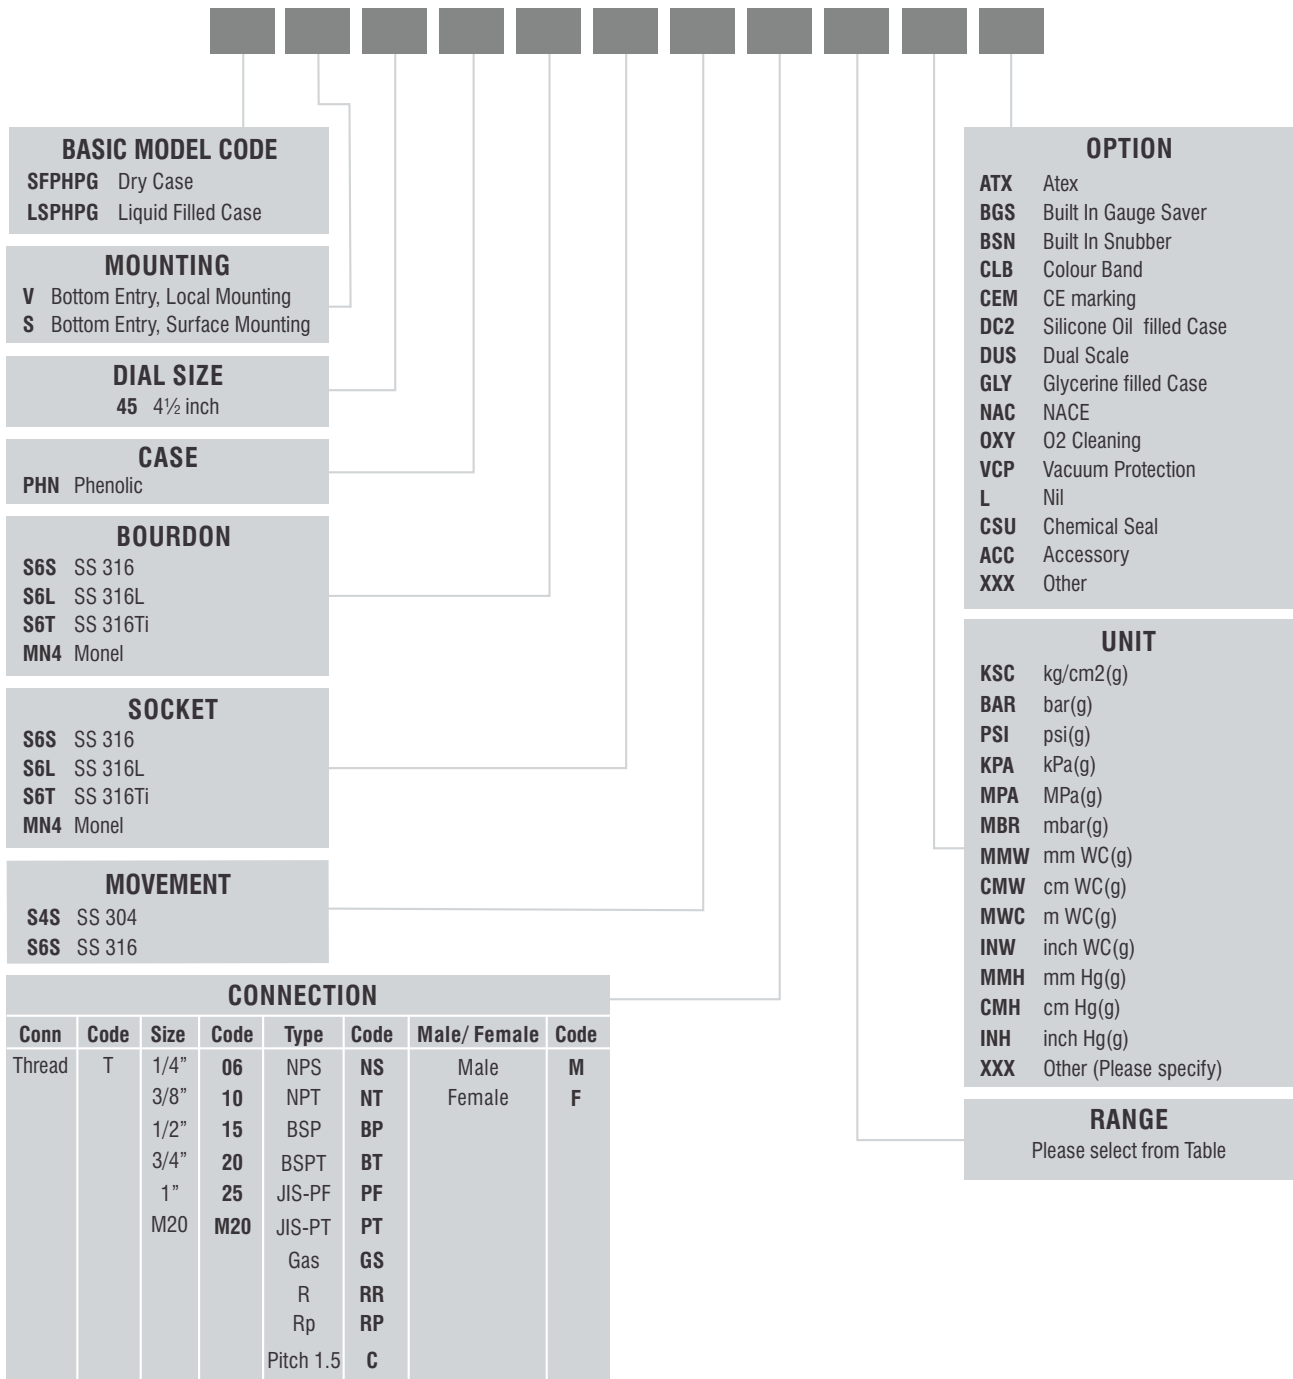 BASIC MODEL CODE
SFPHPG Dry Case
LSPHPG Liquid Filled Case
MOUNTING
V Bottom Entry, Local Mounting
S Bottom Entry, Surface Mounting
DIAL SIZE
45 4½ inch
CASE
PHN Phenolic
BOURDON
S6S SS 316
S6L SS 316L
S6T SS 316Ti
MN4 Monel
SOCKET
S6S SS 316
S6L SS 316L
S6T SS 316Ti
MN4 Monel
MOVEMENT
S4S SS 304
S6S SS 316
CONNECTION
Conn Code Size Code Type Code Male/ Female Code
Thread T 1/4” 06 NPS NS Male M
3/8” 10 NPT NT Female F
1/2” 15 BSP BP
3/4” 20 BSPT BT
1” 25 JIS-PF PF
M20 M20 JIS-PT PT
Gas GS
R RR
Rp RP
Pitch 1.5 C
OPTION
ATX Atex
BGS Built In Gauge Saver
BSN Built In Snubber
CLB Colour Band
CEM CE marking
DC2 Silicone Oil filled Case
DUS Dual Scale
GLY Glycerine filled Case
NAC NACE
OXY O2 Cleaning
VCP Vacuum Protection
L Nil
CSU Chemical Seal
ACC Accessory
XXX Other
UNIT
KSC kg/cm2(g)
BAR bar(g)
PSI psi(g)
KPA kPa(g)
MPA MPa(g)
MBR mbar(g)
MMW mm WC(g)
CMW cm WC(g)
MWC m WC(g)
INW inch WC(g)
MMH mm Hg(g)
CMH cm Hg(g)
INH inch Hg(g)
XXX Other (Please specify)
RANGE
Please select from Table